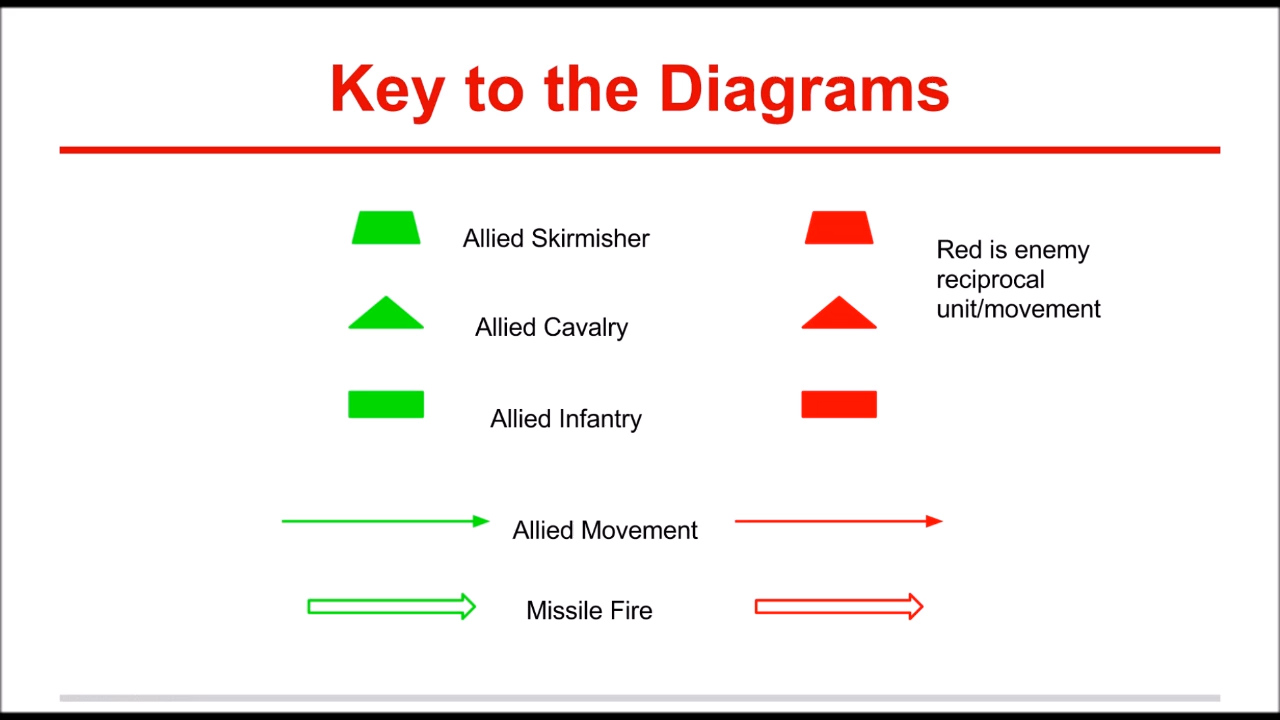 Key to the Diagrams
Allied Skirmisher
Red is enemy
reciprocal
unit/movement
Allied Cavalry
Allied Infantry
Allied Movement
Missile Fire